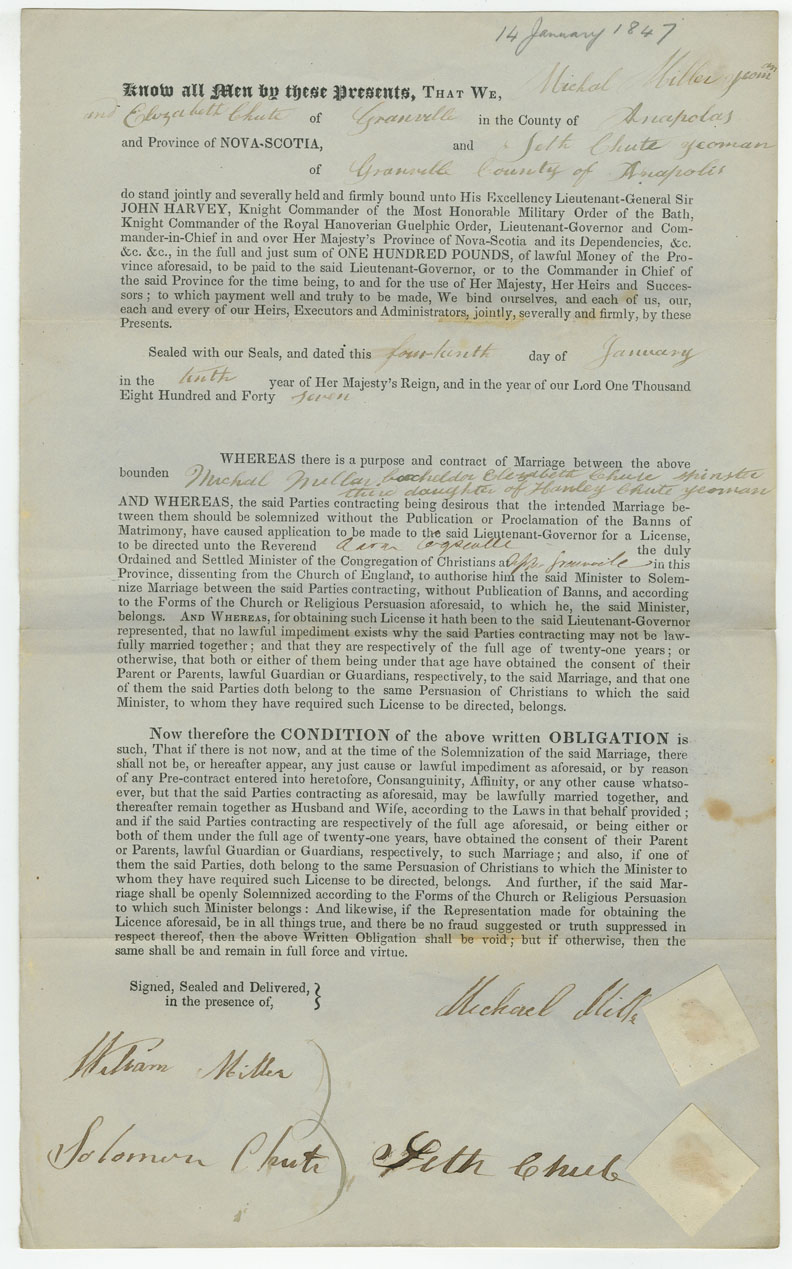 14 January 1847
Know all Men by these Presents, THAT WE, Michal Miller yeom
an
and Elizabeth Chute of Granville in the County of Anapolas
and Province of NOVA-SCOTIA, and Seth Chute yeoman
of Granville County of Anapolis
do stand jointly and severally held and firmly bound unto His Excellency Lieutenant-General Sir
JOHN HARVEY, Knight Commander of the Most Honorable Military Order of the Bath,
Knight Commander of the Royal Hanoverian Guelphic Order, Lieutenant-Governor and Com-
mander-in-Chief in and over Her Majesty's Province of Nova-Scotia and its Dependencies, &c.
&c. &c., in the full and just sum of ONE HUNDRED POUNDS, of lawful Money of the Pro-
vince aforesaid, to be paid to the said Lieutenant-Governor, or to the Commander in Chief of
the said Province for the time being, to and for the use of Her Majesty, Her Heirs and Succes-
sors; to which payment well and truly to be made, We bind ourselves, and each of us, our,
each and every of our Heirs, Executors and Administrators, jointly, severally and firmly, by these
Presents.
Sealed with our Seals, and dated this day of January
in the tenth year of Her Majesty's Reign, and in the year of our Lord One Thousand
Eight Hundred and Forty seven
WHEREAS there is a purpose and contract of Marriage between the above
bounden Michal Millar bacheldor Elezebeth Chute spinster
daughter of Hanley Chute yeoman
AND WHEREAS, the said Parties contracting being desirous that the intended Marriage be-
tween them should be solemnized without the Publication or Proclamation of the Banns of
Matrimony, have caused application to be made to the said Lieutenant-Governor for a License,
to be directed unto the Reverend the duly
Ordained and Settled Minister of the Congregation of Christians at in this
Province, dissenting from the Church of England, to authorise him the said Minister to Solem-
nize Marriage between the said Parties contracting, without Publication of Banns, and according
to the Forms of the Church or Religious Persuasion aforesaid, to which he, the said Minister,
belongs. AND WHEREAS, for obtaining such License it hath been to the said Lieutenant-Governor
represented, that no lawful impediment exists why the said Parties contracting may not be law-
fully married together; and that they are respectively of the full age of twenty-one years; or
otherwise, that both or either of them being under that age have obtained the consent of their
Parent or Parents, lawful Guardian or Guardians, respectively, to the said Marriage, and that one
of them the said Parties doth belong to the same Persuasion of Christians to which the said
Minister, to whom they have required such License to be directed, belongs.
Now therefore the CONDITION of the above written OBLIGATION is
such, That if there is not now, and at the time of the Solemnization of the said Marriage, there
shall not be, or hereafter appear, any just cause or lawful impediment as aforesaid, or by reason
of any Pre-contract entered into heretofore, Consanguinity, Affinity, or any other cause whatso-
ever, but that the said Parties contracting as aforesaid, may be lawfully married together, and
thereafter remain together as Husband and Wife, according to the Laws in that behalf provided;
and if the said Parties contracting are respectively of the full age aforesaid, or being either or
both of them under the full age of twenty-one years, have obtained the consent of their Parent
or Parents, lawful Guardian or Guardians, respectively, to such Marriage; and also, if one of
them the said Parties, doth belong to the same Persuasion of Christians to which the Minister to
whom they have required such License to be directed, belongs. And further, if the said Mar-
riage shall be openly Solemnized according to the Forms of the Church or Religious Persuasion
to which such Minister belongs: And likewise, if the Representation made for obtaining the
Licence aforesaid, be in all things true, and there be no fraud suggested or truth suppressed in
respect thereof, then the above Written Obligation shall be void; but if otherwise, then the
same shall be and remain in full force and virtue.
Signed, Sealed and Delivered,
in the presence of,
Michael Mille
William Miller
Solomon Chute
Seth Chute